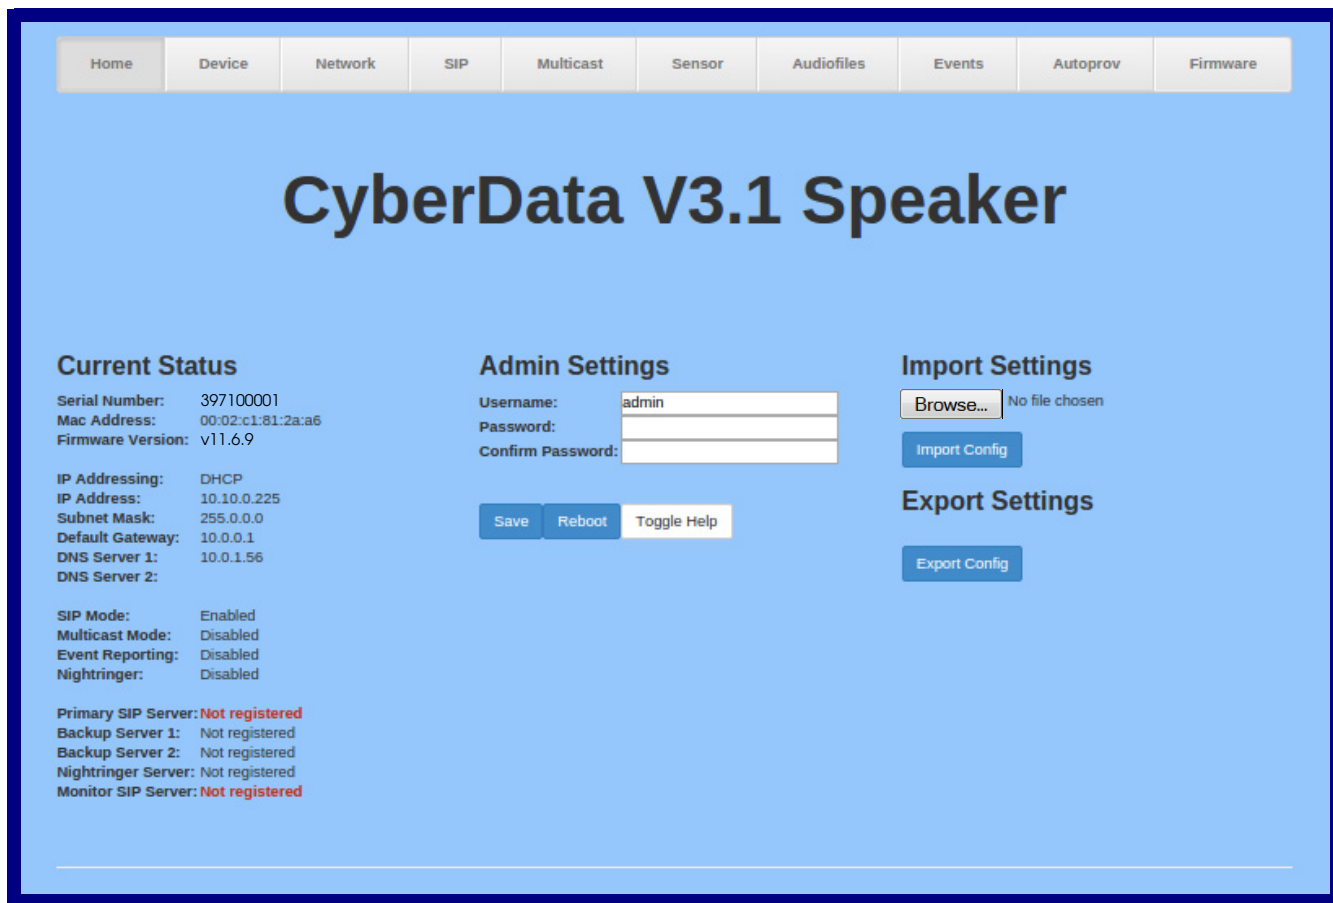 Home Device Network SIP Multicast Sensor Audiofiles Events Autoprov Firmware
CyberData V3.1 Speaker
Current Status
Serial Number: 397100001
Mac Address: 00:02:c1:81:2a:a6
Firmware Version: v11.6.9
IP Addressing: DHCP
IP Address: 10.10.0.225
Subnet Mask: 255.0.0.0
Default Gateway: 10.0.0.1
DNS Server 1: 10.0.1.56
DNS Server 2:
SIP Mode: Enabled
Multicast Mode: Disabled
Event Reporting: Disabled
Nightringer: Disabled
Primary SIP Server: Not registered
Backup Server 1: Not registered
Backup Server 2: Not registered
Nightringer Server: Not registered
Monitor SIP Server: Not registered
Admin Settings
Username: admin
Password:
Confirm Password:
Save Reboot Toggle Help
Import Settings
Browse... No file chosen
Import Config
Export Settings
Export Config